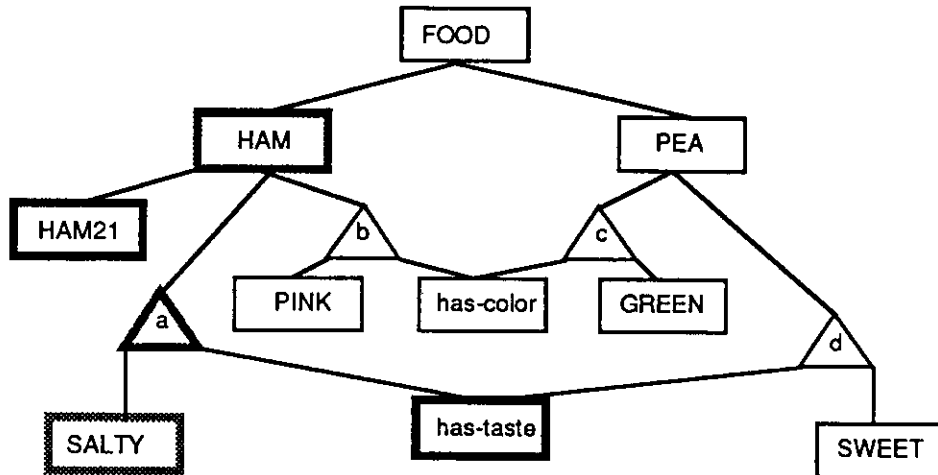 FOOD
HAM
PEA
HAM21
b
c
PINK
has-color
GREEN
a
d
SALTY
has-taste
SWEET